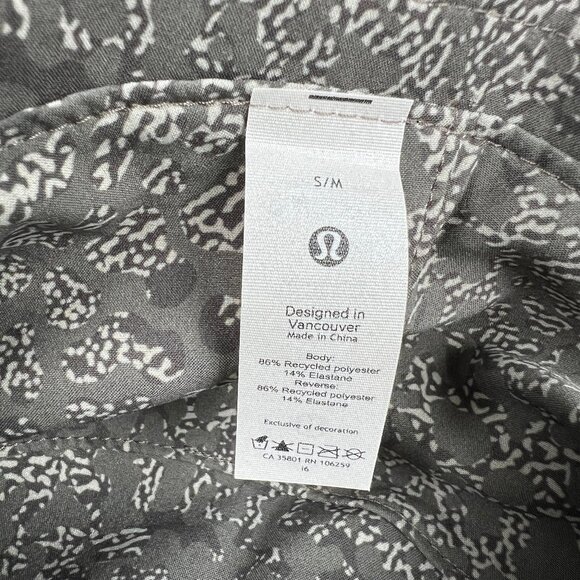 S/M
Designed in
Vancouver
Made in China
Body:
86% Recycled polyester
14% Elastane
Reverse:
86% Recycled polyester
14% Elastane
Exclusive of decoration
CA 35801 RN 106259
i6